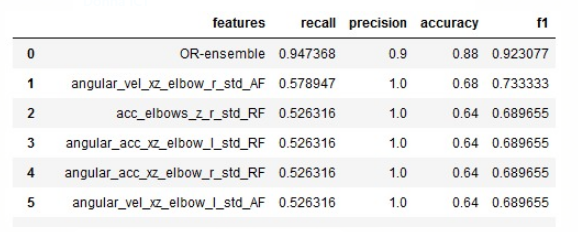 features recall precision accuracy f1
0 OR-ensemble 0.947368 0.9 0.88 0.923077
1 angular_vel_xz_elbow_r_std_AF 0.578947 1.0 0.68 0.733333
2 acc_elbows_z_r_std_RF 0.526316 1.0 0.64 0.689655
3 angular_acc_xz_elbow_l_std_RF 0.526316 1.0 0.64 0.689655
4 angular_acc_xz_elbow_r_std_RF 0.526316 1.0 0.64 0.689655
5 angular_vel_xz_elbow_l_std_AF 0.526316 1.0 0.64 0.689655